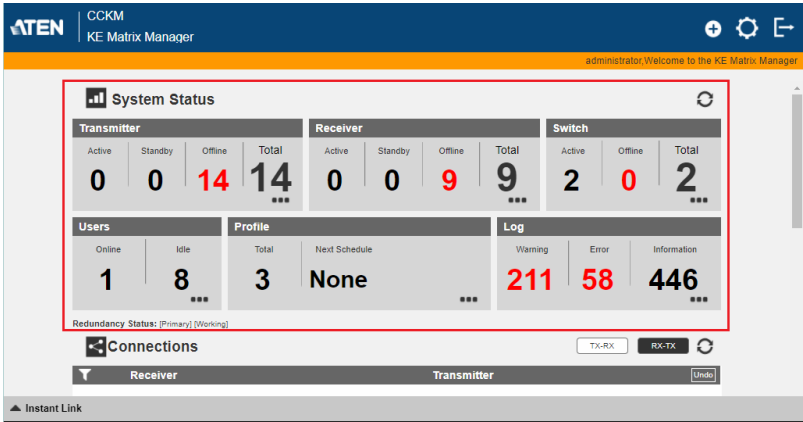 ATEN
CCKM
KE Matrix Manager
administrator,Welcome to the KE Matrix Manager
System Status
Transmitter
Active Standby Offline Total
0 0 14 14
Receiver
Active Standby Offline Total
0 0 9 9
Switch
Active Offline Total
2 0 2
Users
Online Idle
1 8
Profile
Total Next Schedule
3 None
Log
Warning Error Information
211 58 446
Redundancy Status: [Primary] [Working]
Connections
TX-RX RX-TX
Receiver Transmitter Undo
Instant Link